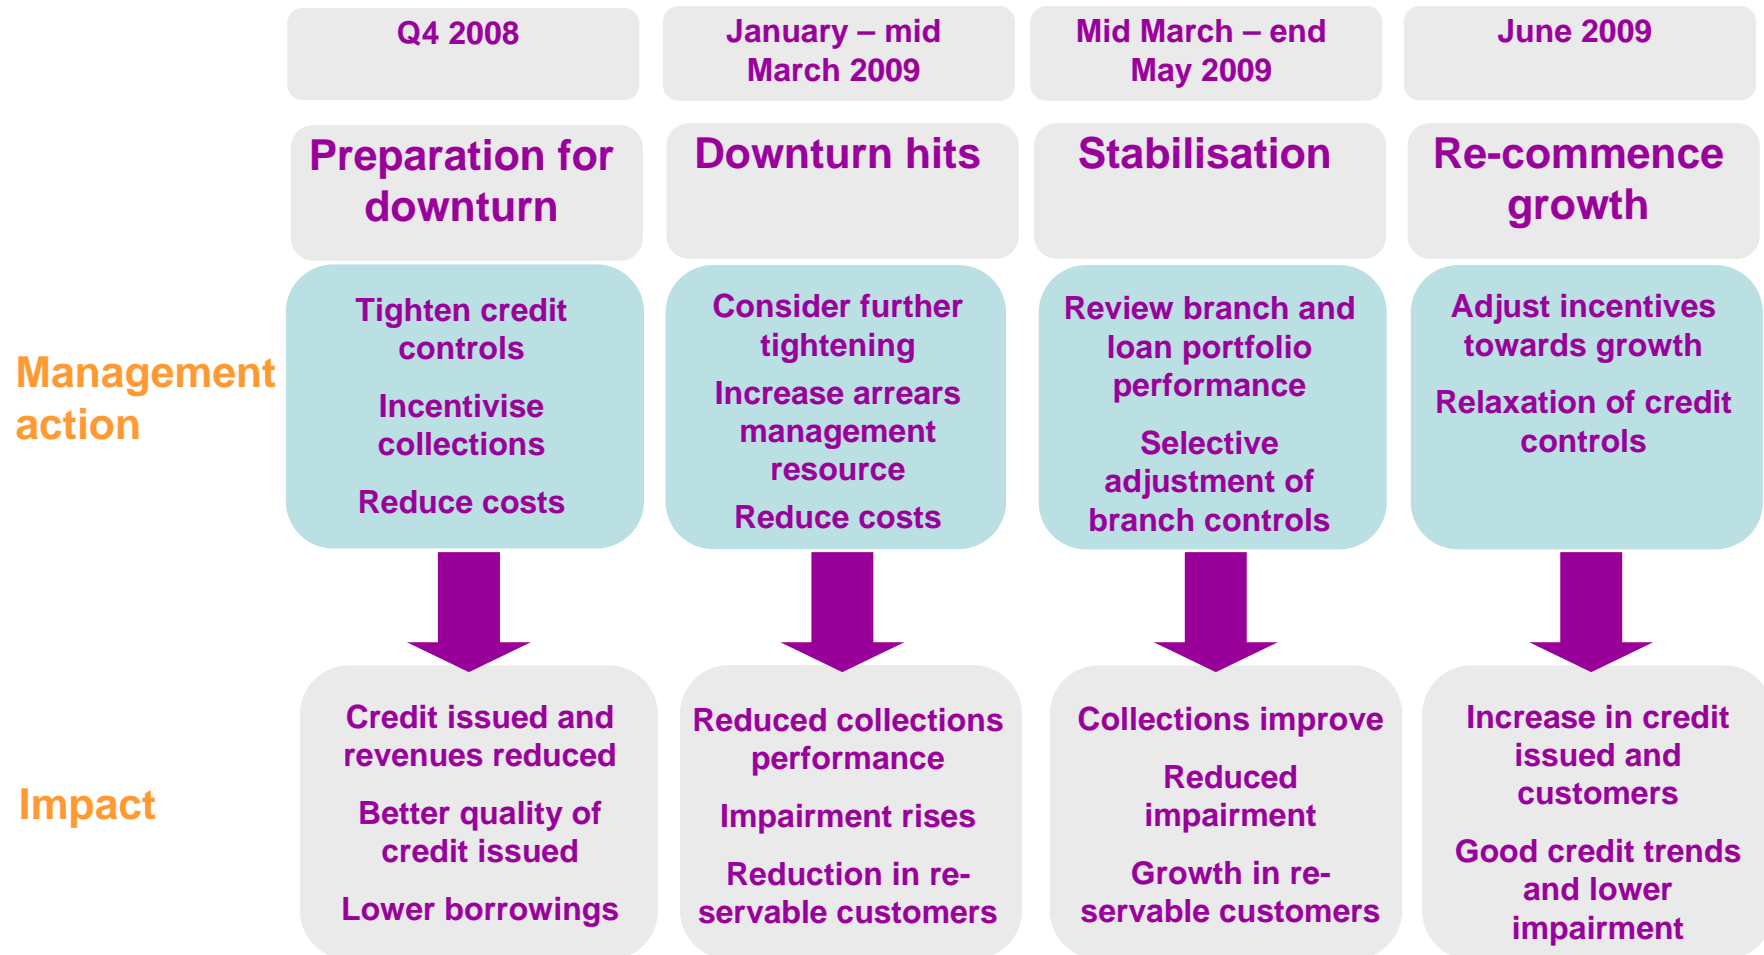 Q4 2008
January – mid
March 2009
Mid March – end
May 2009
June 2009
Preparation for
downturn
Downturn hits
Stabilisation
Re-commence
growth
Management
action
Tighten credit
controls
Incentivise
collections
Reduce costs
Consider further
tightening
Increase arrears
management
resource
Reduce costs
Review branch and
loan portfolio
performance
Selective
adjustment of
branch controls
Adjust incentives
towards growth
Relaxation of credit
controls
Impact
Credit issued and
revenues reduced
Better quality of
credit issued
Lower borrowings
Reduced collections
performance
Impairment rises
Reduction in re-
servable customers
Collections improve
Reduced
impairment
Growth in re-
servable customers
Increase in credit
issued and
customers
Good credit trends
and lower
impairment